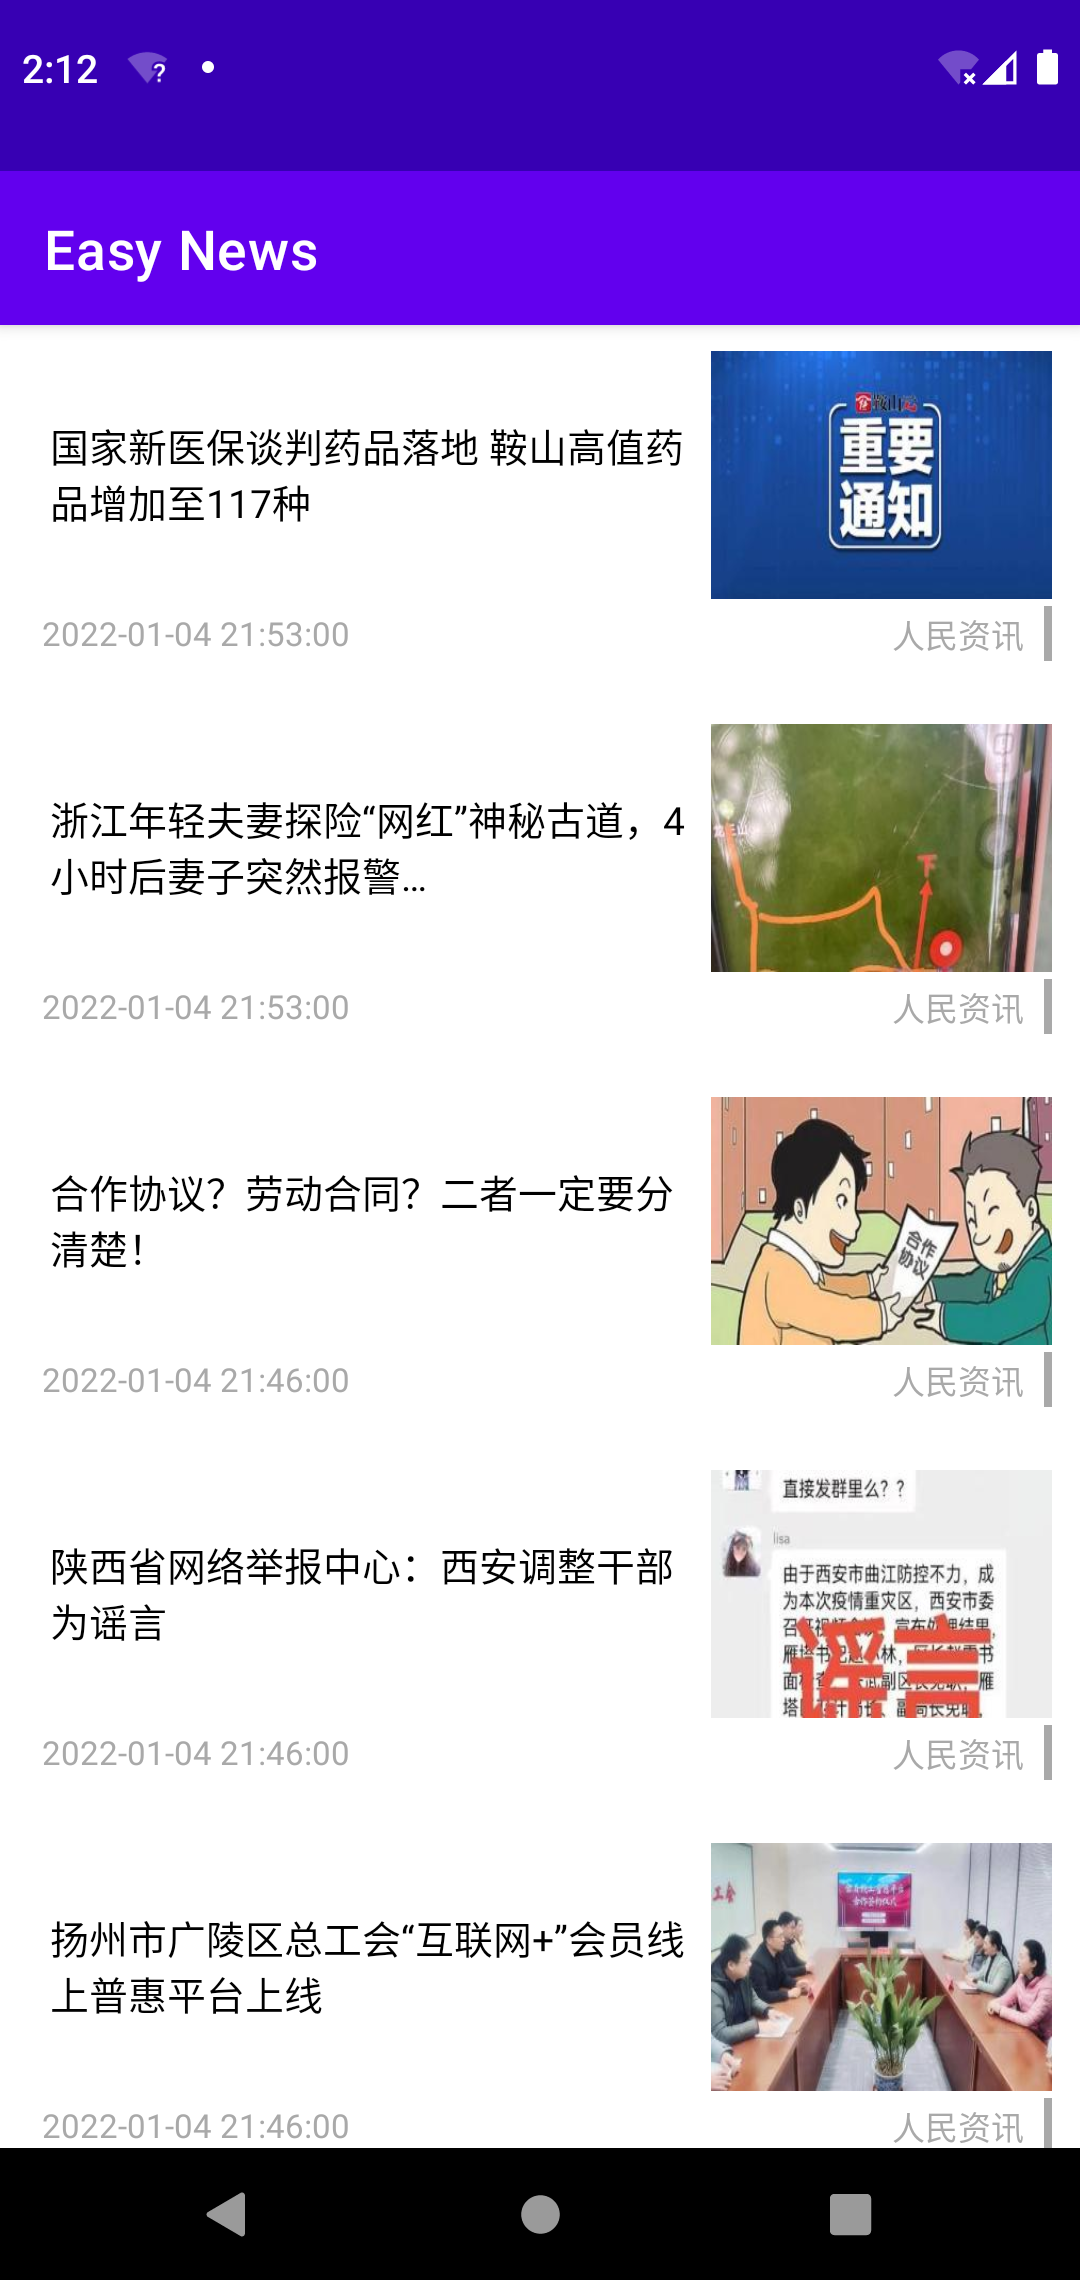 2:12
Easy News
国家新医保谈判药品落地 鞍山高值药
品增加至117种
鞍山云
重要
通知
2022-01-04 21:53:00
人民资讯
浙江年轻夫妻探险“网红”神秘古道，4
小时后妻子突然报警...
下
2022-01-04 21:53:00
人民资讯
合作协议？劳动合同？二者一定要分
清楚！
合作
协议
2022-01-04 21:46:00
人民资讯
陕西省网络举报中心：西安调整干部
为谣言
直接发群里么？？
lisa
由于西安市曲江防控不力，成
为本次疫情重灾区，西安市委
谣言
2022-01-04 21:46:00
人民资讯
扬州市广陵区总工会“互联网+”会员线
上普惠平台上线
2022-01-04 21:46:00
人民资讯